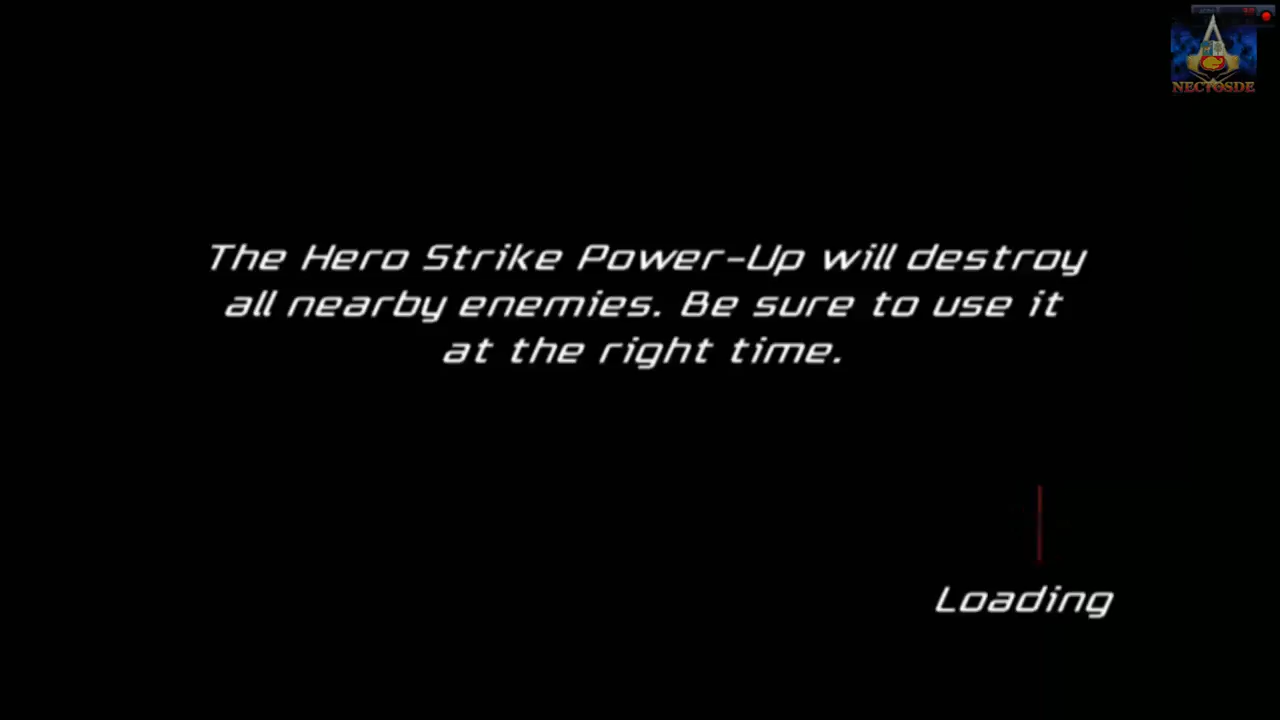 NECTOSDE
The Hero Strike Power-Up will destroy
all nearby enemies. Be sure to use it
at the right time.
Loading